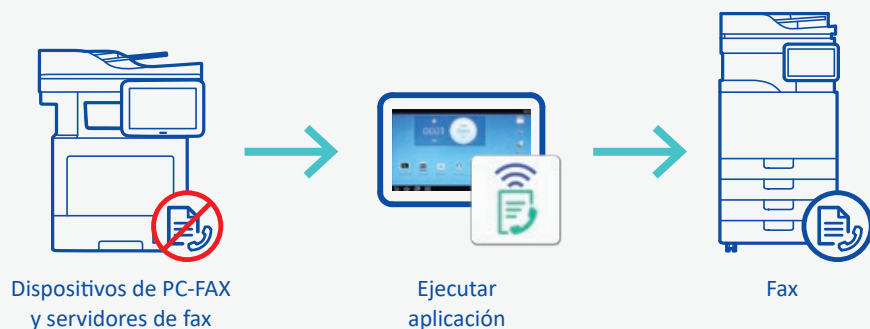 Dispositivos de PC-FAX
y servidores de fax
Ejecutar
aplicación
Fax